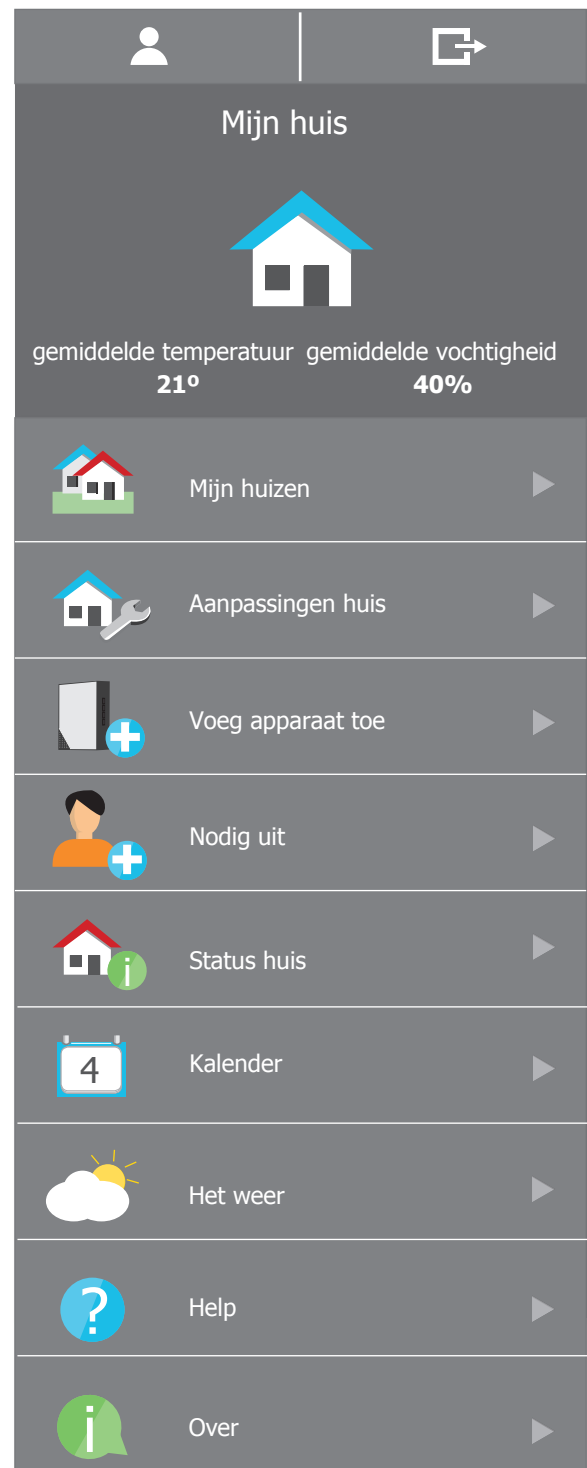 Mijn huis
gemiddelde temperatuur gemiddelde vochtigheid
21º 40%
Mijn huizen
Aanpassingen huis
Voeg apparaat toe
Nodig uit
i
Status huis
4
Kalender
Het weer
?
Help
i
Over